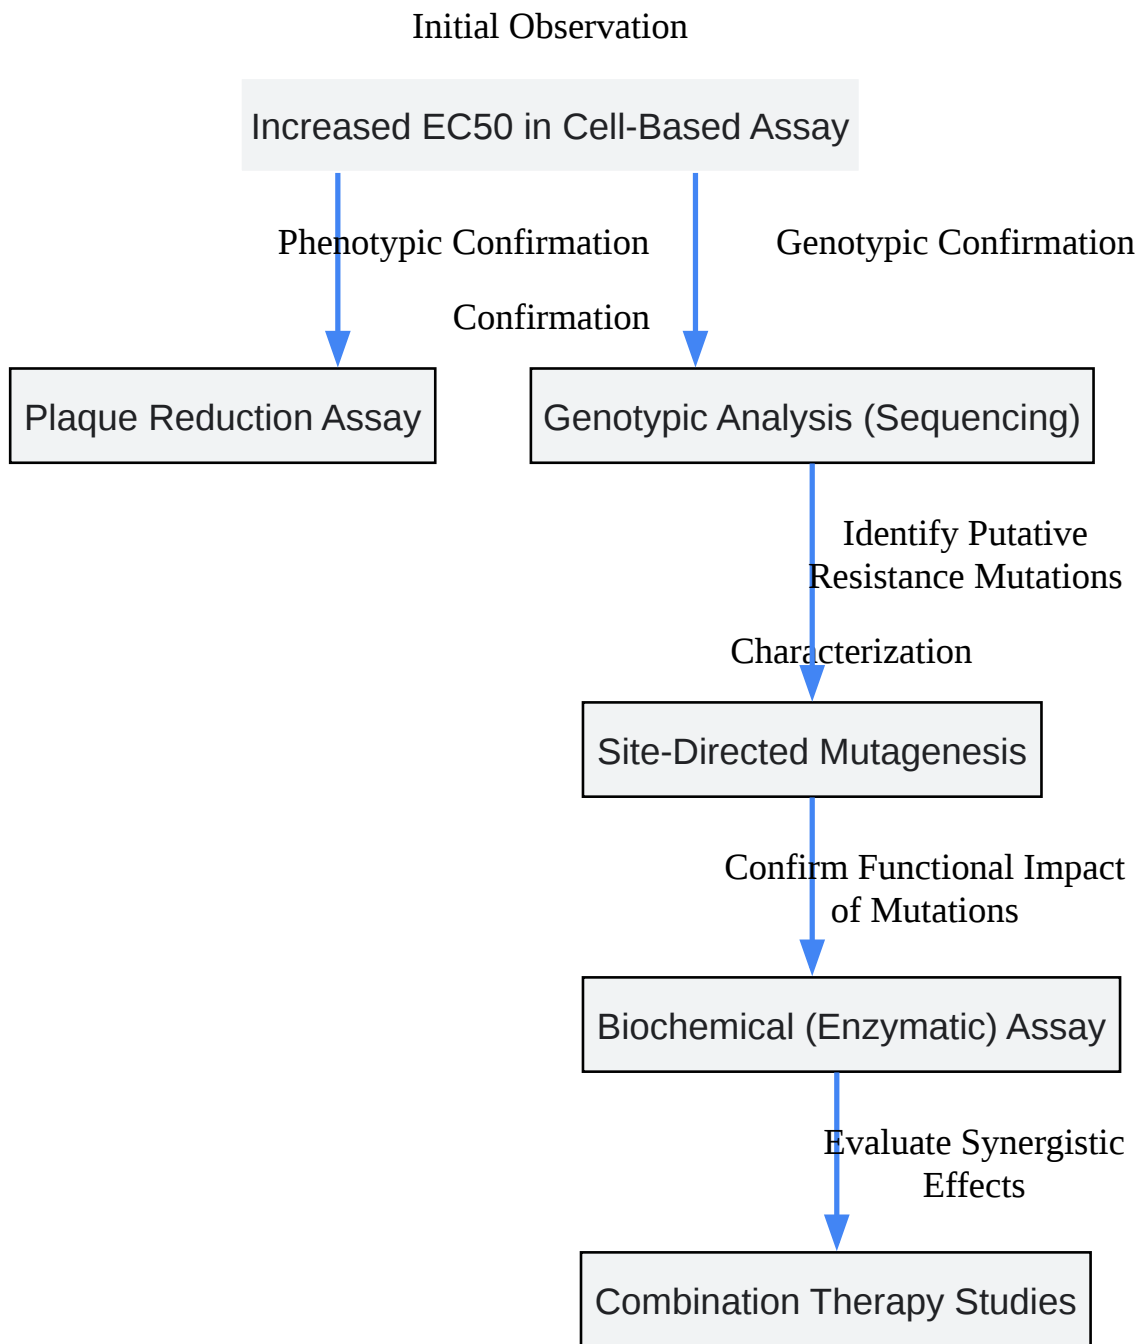 Initial Observation
Increased EC50 in Cell-Based Assay
Phenotypic Confirmation
Genotypic Confirmation
Confirmation
Plaque Reduction Assay
Genotypic Analysis (Sequencing)
Identify Putative
Resistance Mutations
Characterization
Site-Directed Mutagenesis
Confirm Functional Impact
of Mutations
Biochemical (Enzymatic) Assay
Evaluate Synergistic
Effects
Combination Therapy Studies